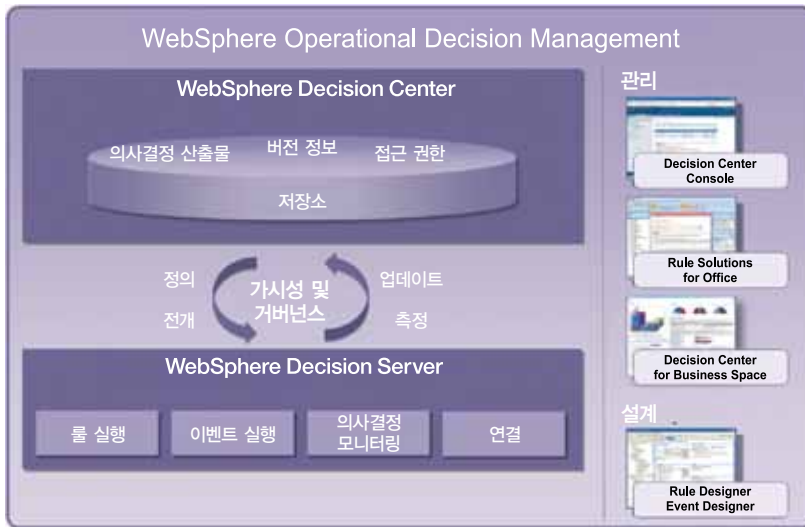 WebSphere Operational Decision Management
WebSphere Decision Center
의사결정 산출물
버전 정보
접근 권한
저장소
정의
전개
가시성 및
거버넌스
업데이트
측정
WebSphere Decision Server
룰 실행
이벤트 실행
의사결정
모니터링
연결
관리
Decision Center
Console
Rule Solutions
for Office
Decision Center
for Business Space
설계
Rule Designer
Event Designer